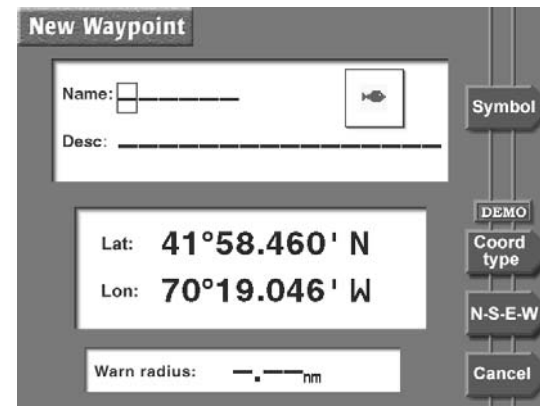 New Waypoint
Name:
Symbol
Desc:
DEMO
Lat: 41°58.460' N
Coord
type
Lon: 70°19.046' W
N-S-E-W
Warn radius: —.——nm
Cancel